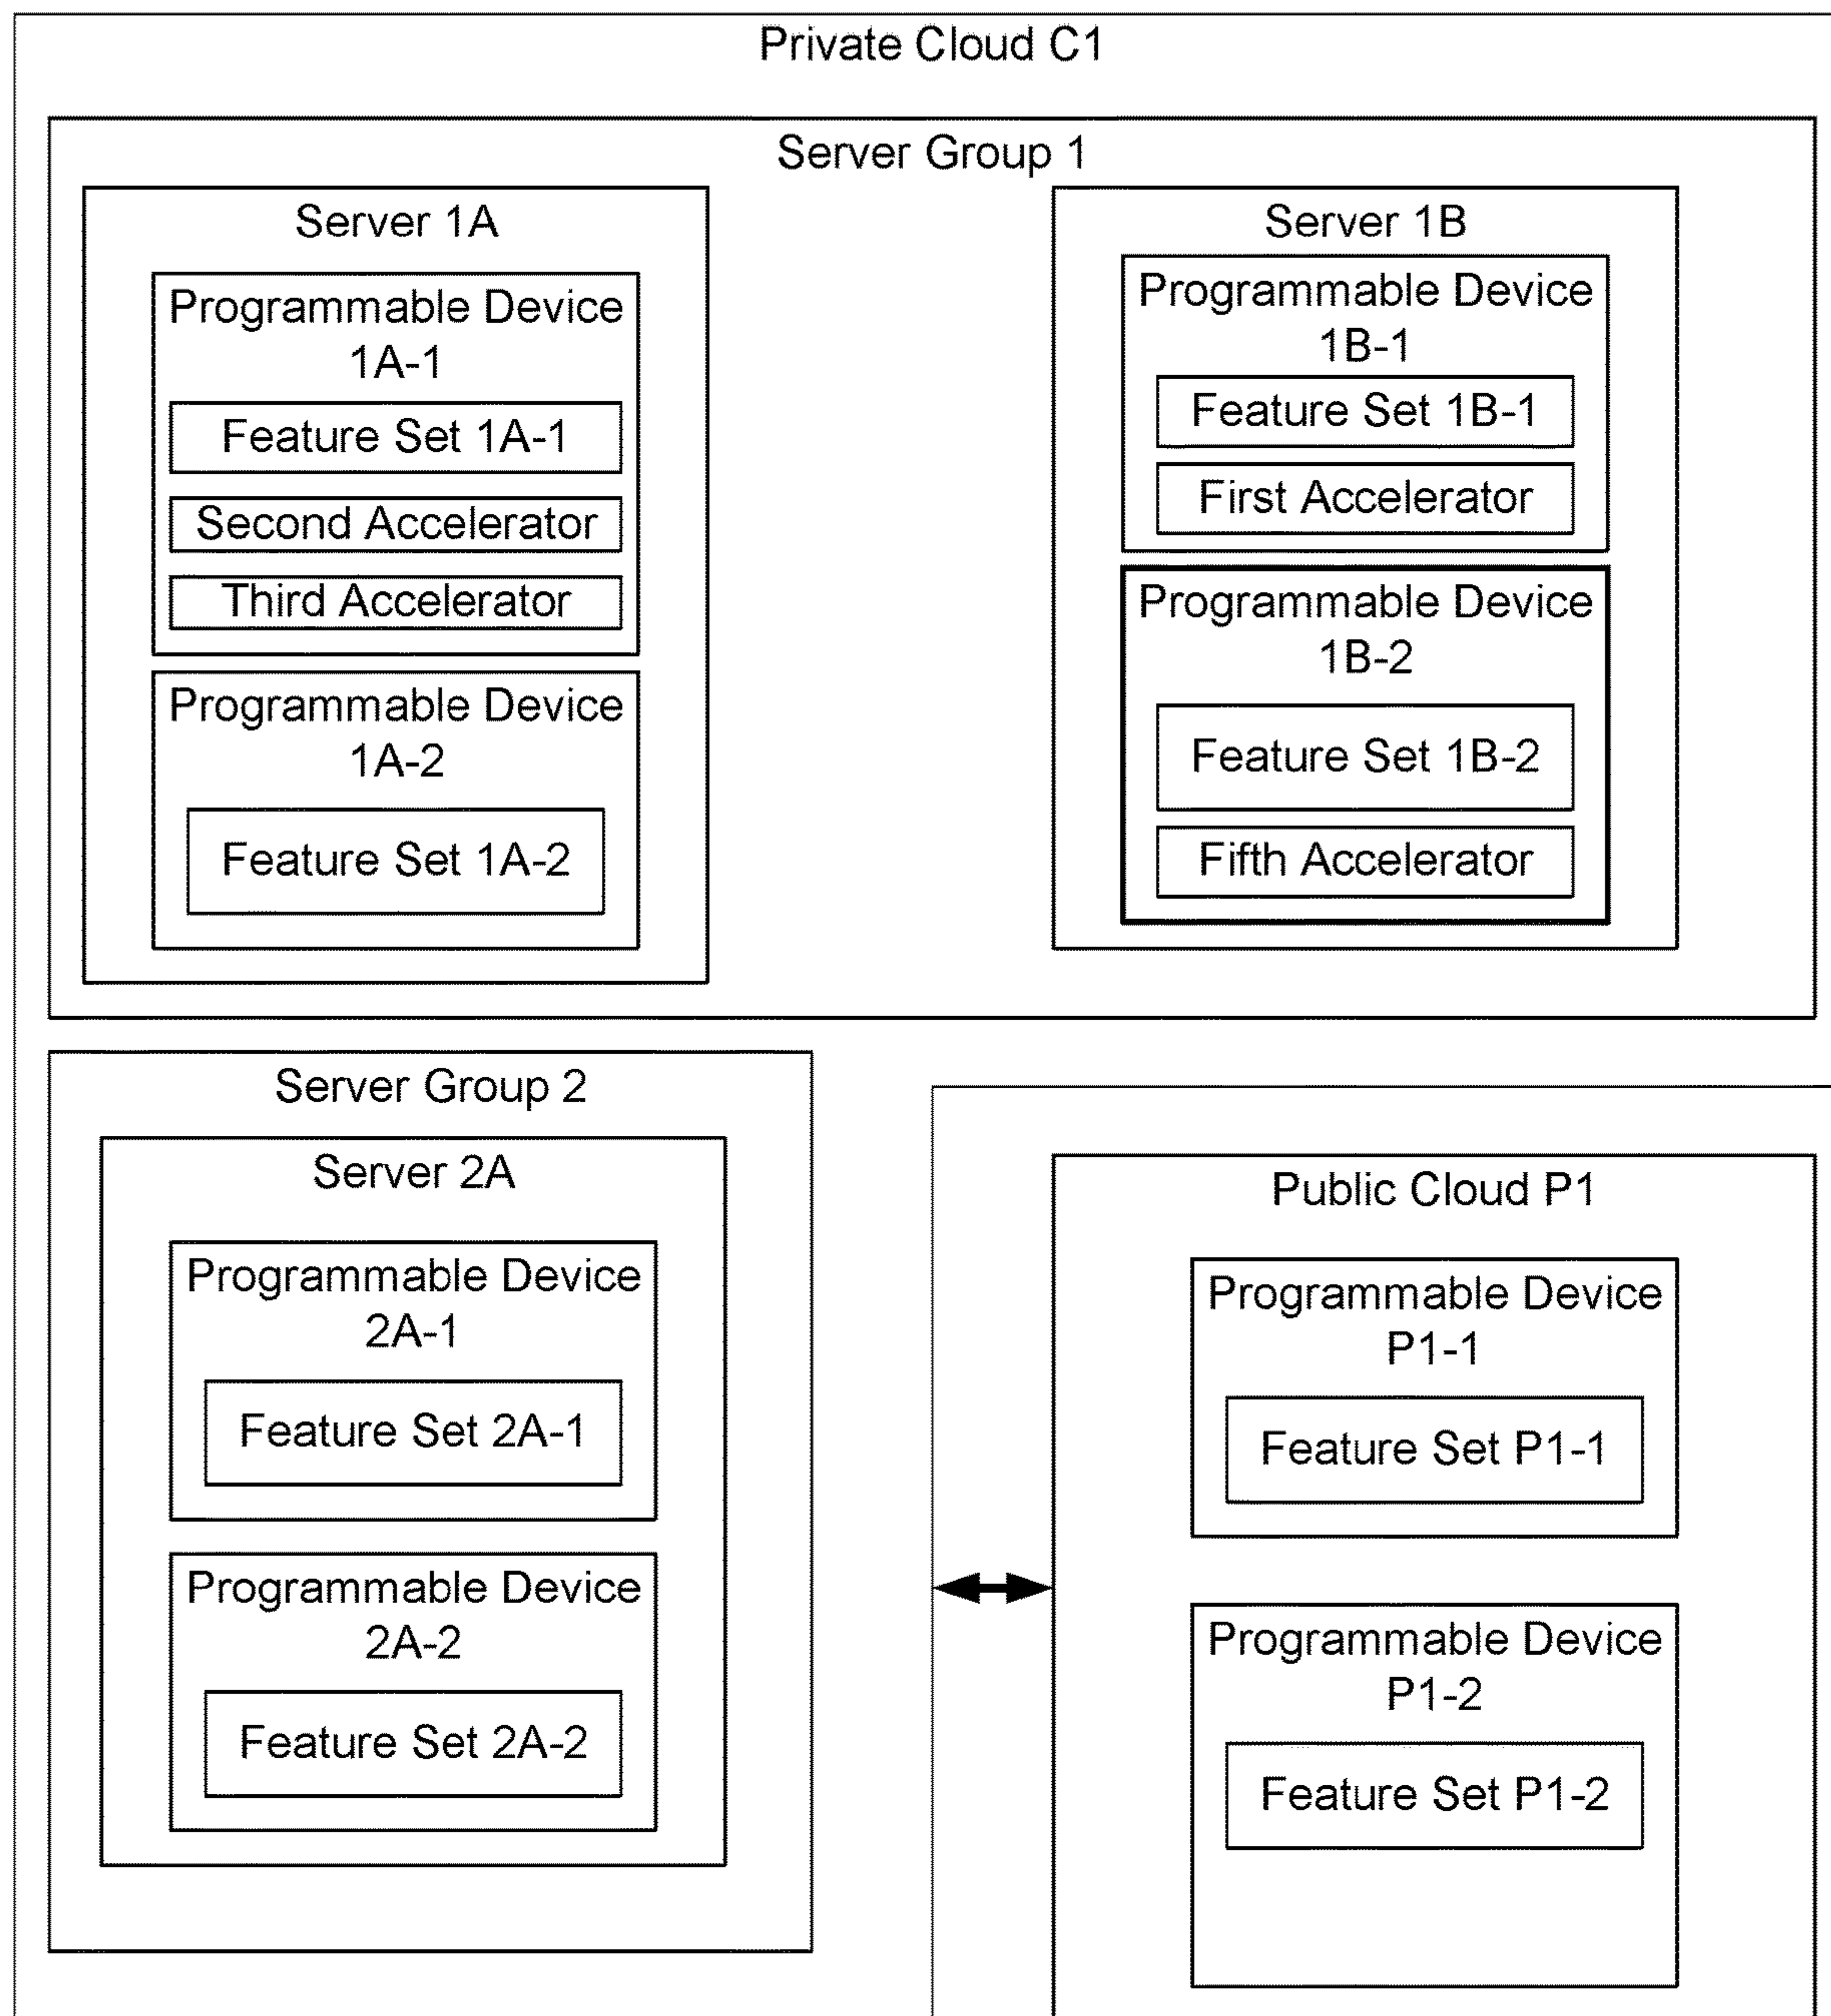 Private Cloud C1
Server Group 1
Server 1A
Programmable Device
1A-1
Feature Set 1A-1
Second Accelerator
Third Accelerator
Programmable Device
1A-2
Feature Set 1A-2
Server 1B
Programmable Device
1B-1
Feature Set 1B-1
First Accelerator
Programmable Device
1B-2
Feature Set 1B-2
Fifth Accelerator
Server Group 2
Server 2A
Programmable Device
2A-1
Feature Set 2A-1
Programmable Device
2A-2
Feature Set 2A-2
Public Cloud P1
Programmable Device
P1-1
Feature Set P1-1
Programmable Device
P1-2
Feature Set P1-2